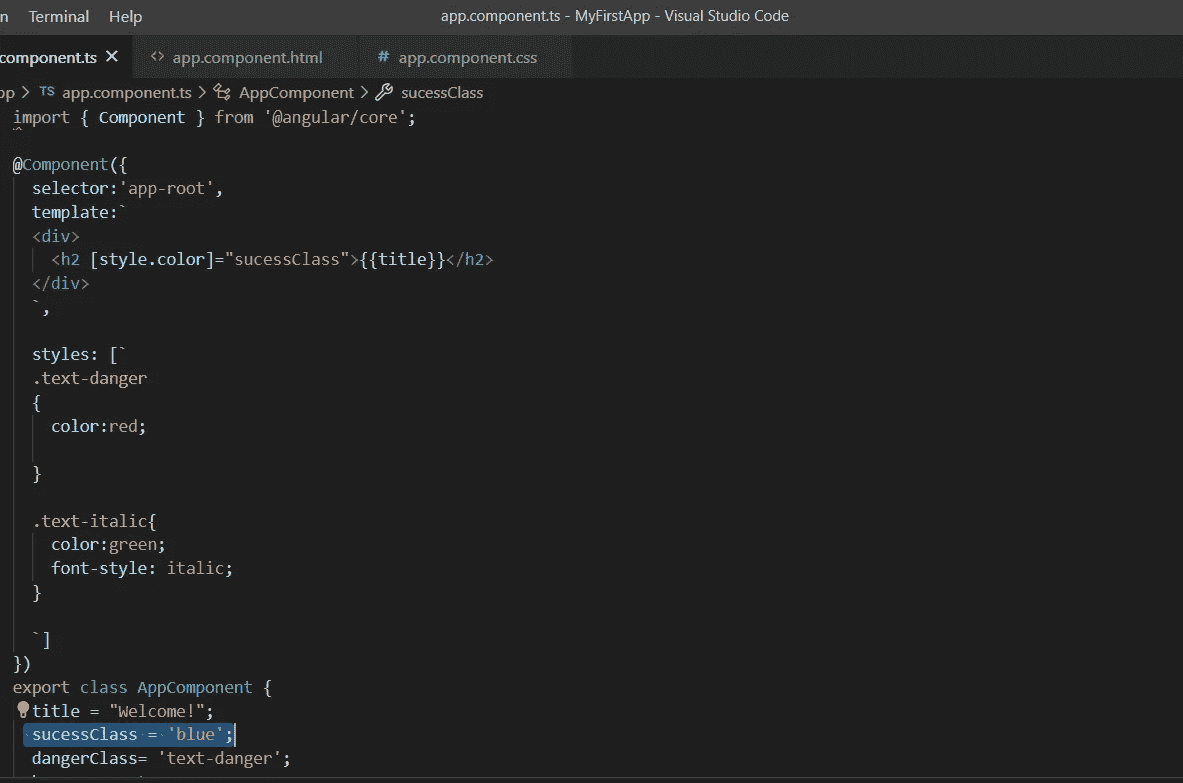 n Terminal Help app.component.ts - MyFirstApp - Visual Studio Code
component.ts <> app.component.html # app.component.css
pp > TS app.component.ts > AppComponent > sucessClass
import { Component } from '@angular/core';
@Component({
selector:'app-root',
template:`
<div>
<h2 [style.color]="sucessClass">{{title}}</h2>
</div>
`,
styles: [`
.text-danger
{
color:red;
}
.text-italic{
color:green;
font-style: italic;
}
`]
})
export class AppComponent {
title = "Welcome!";
sucessClass = 'blue';
dangerClass= 'text-danger';